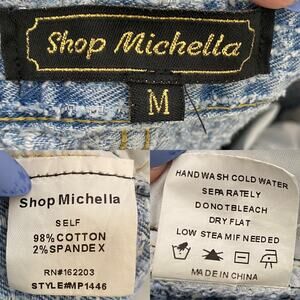 Shop Michella
M
Shop Michella
SELF
98% COTTON
2% SPANDEX
RN#162203
STYLE#MP1446
HAND WASH COLD WATER
SEPARATELY
DO NOT BLEACH
DRY FLAT
LOW STEAM IF NEEDED
MADE IN CHINA